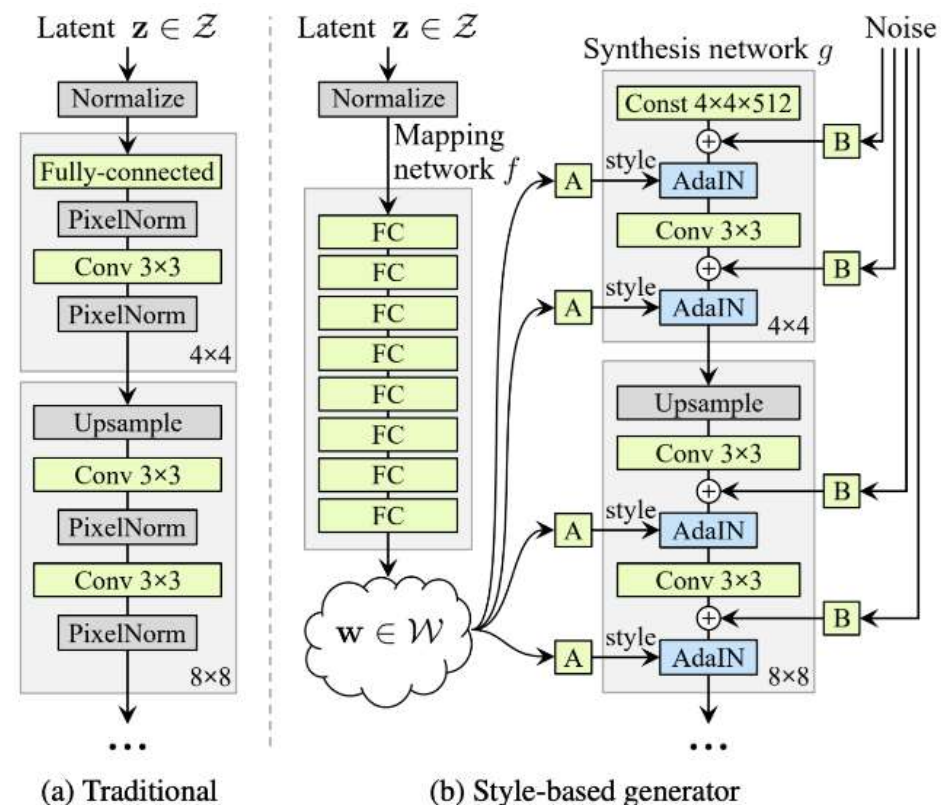 Latent z ∈ 𝒵
Normalize
Fully-connected
PixelNorm
Conv 3×3
PixelNorm
4×4
Upsample
Conv 3×3
PixelNorm
Conv 3×3
PixelNorm
8×8
...
(a) Traditional
Latent z ∈ 𝒵
Normalize
Mapping
network f
FC
FC
FC
FC
FC
FC
FC
FC
w ∈ 𝒲
A
style
A
style
A
style
A
style
Synthesis network g
Const 4×4×512
+
AdaIN
Conv 3×3
+
AdaIN
4×4
Upsample
Conv 3×3
+
AdaIN
Conv 3×3
+
AdaIN
8×8
...
Noise
B
B
B
B
(b) Style-based generator